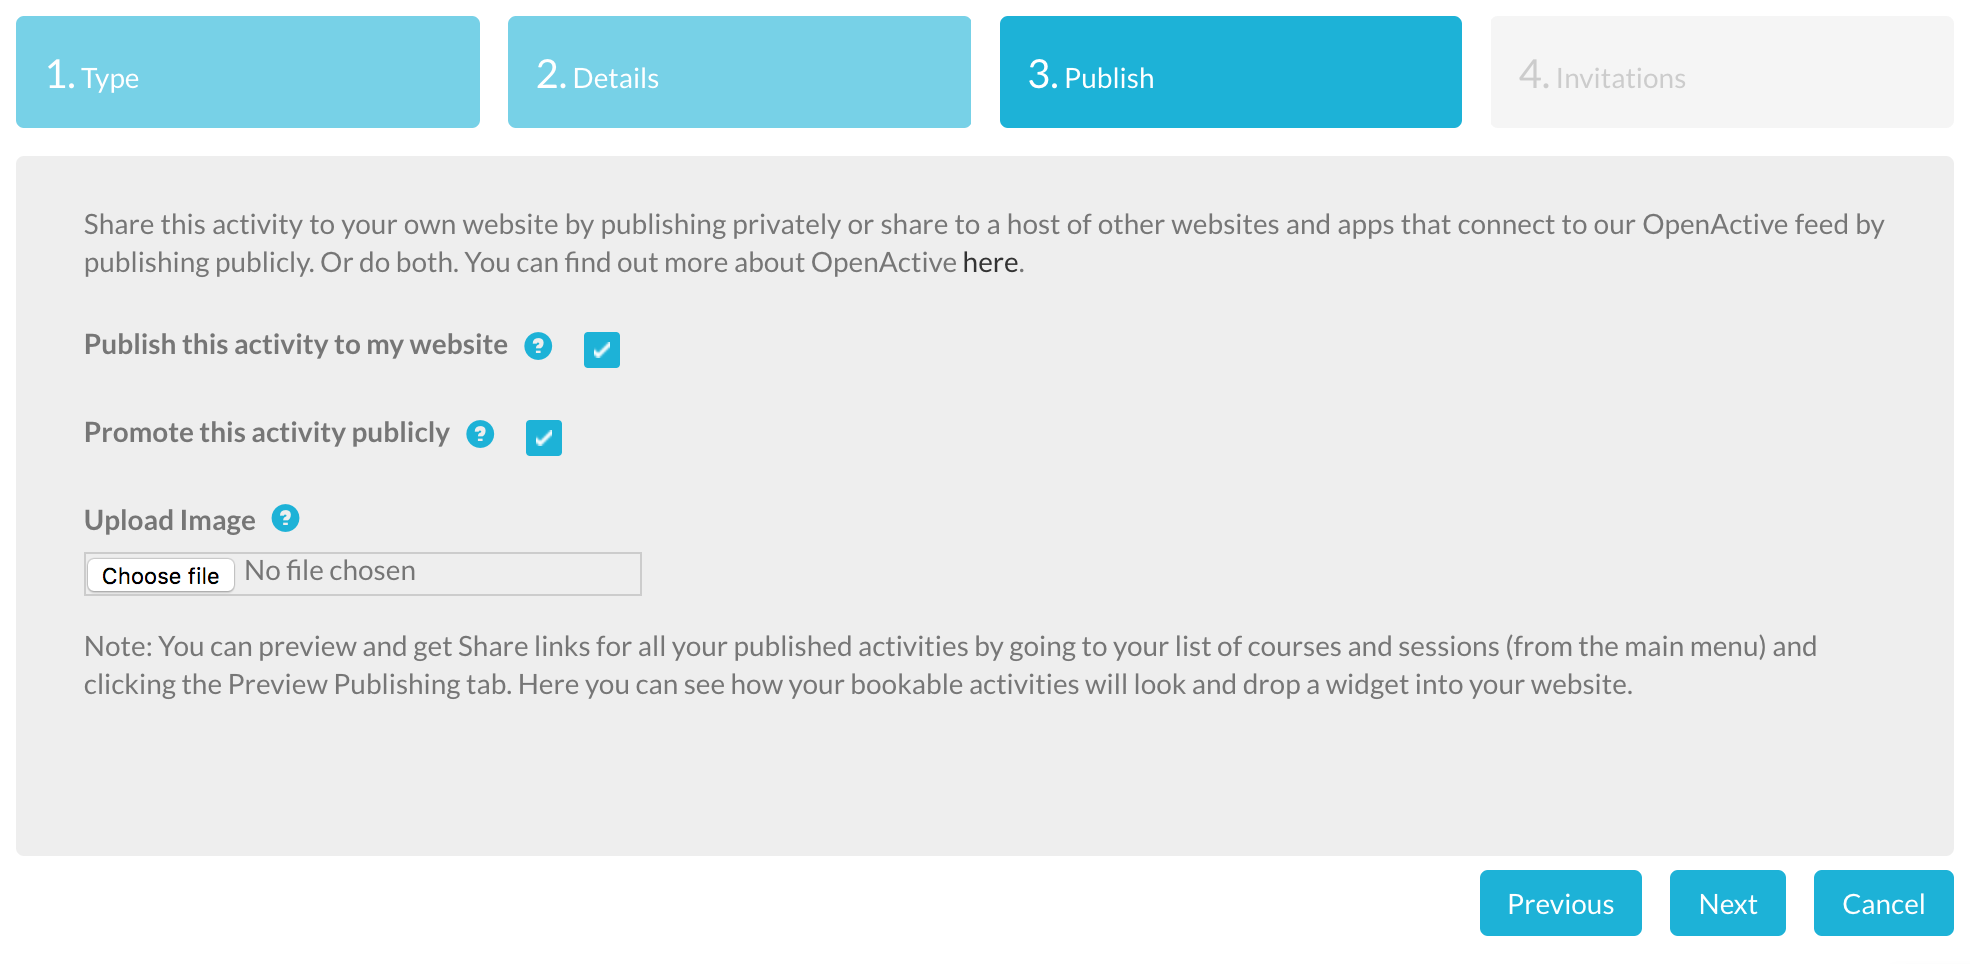 1. Type
2. Details
3. Publish
4. Invitations
Share this activity to your own website by publishing privately or share to a host of other websites and apps that connect to our OpenActive feed by
publishing publicly. Or do both. You can find out more about OpenActive here.
Publish this activity to my website ?
Promote this activity publicly ?
Upload Image ?
Choose file No file chosen
Note: You can preview and get Share links for all your published activities by going to your list of courses and sessions (from the main menu) and
clicking the Preview Publishing tab. Here you can see how your bookable activities will look and drop a widget into your website.
Previous
Next
Cancel